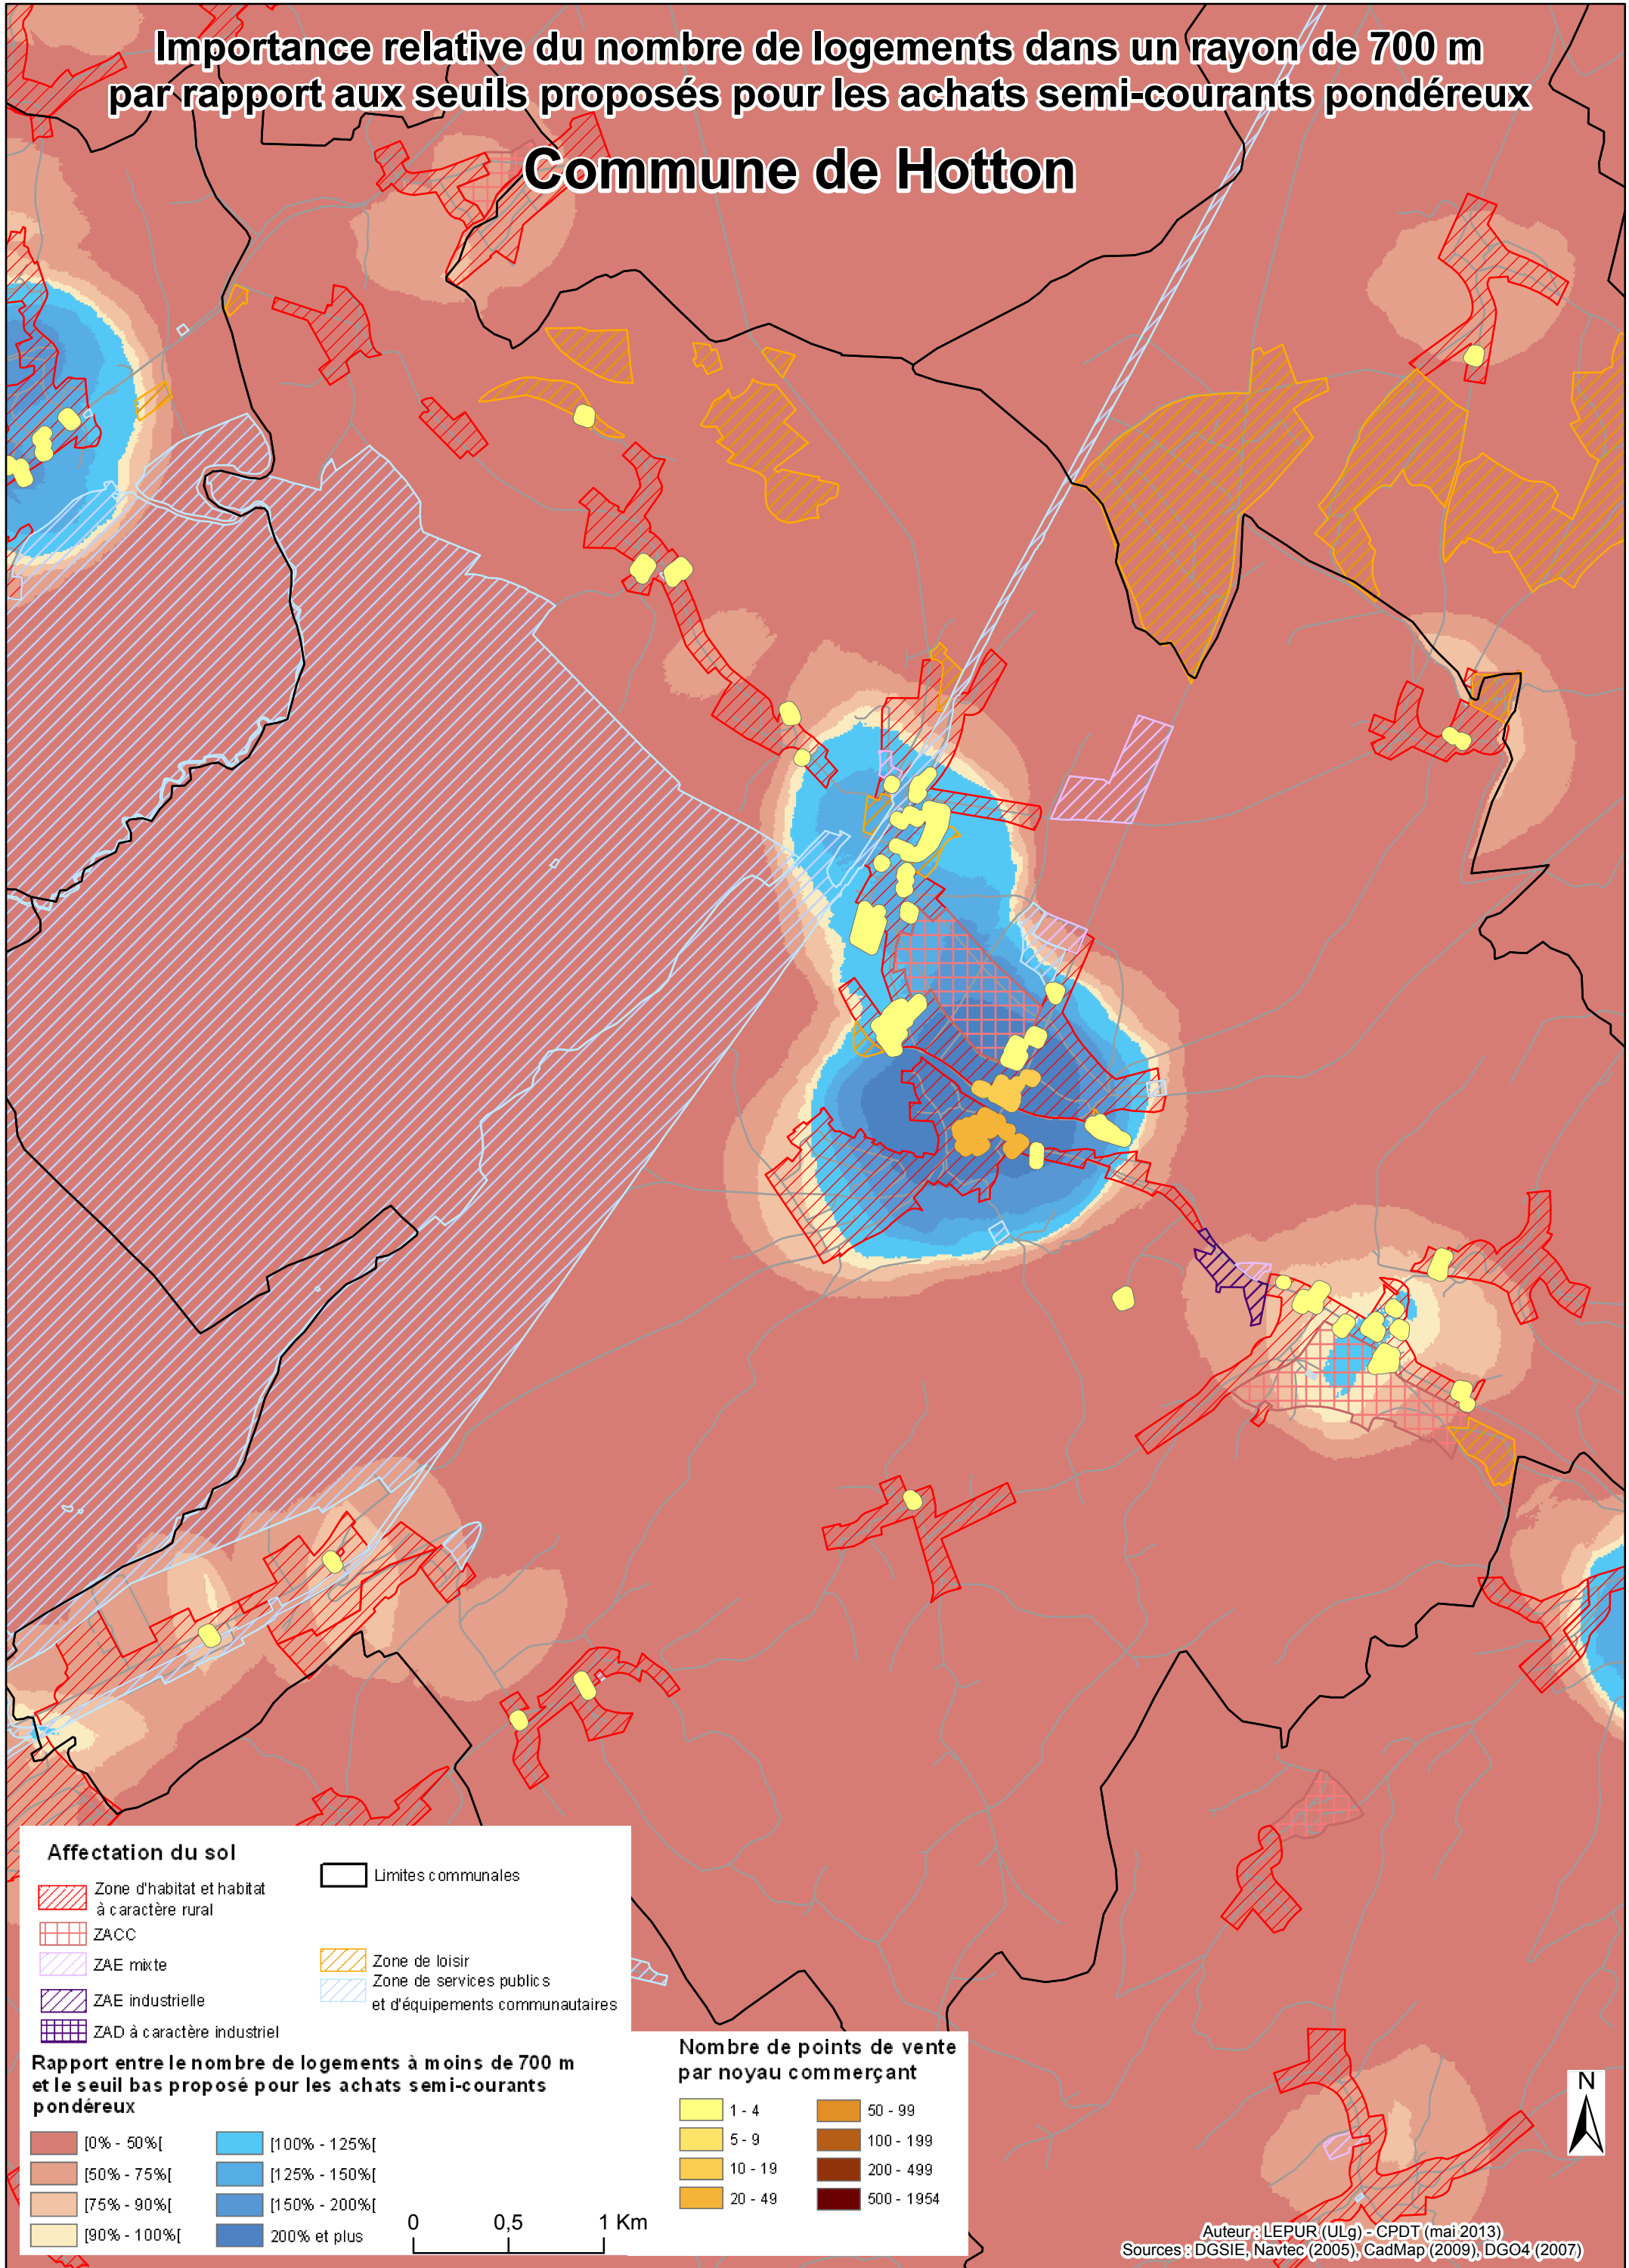 Importance relative du nombre de logements dans un rayon de 700 m
par rapport aux seuils proposés pour les achats semi-courants pondéreux
Commune de Hotton
Affectation du sol
Zone d'habitat et habitat
à caractère rural
ZACC
ZAE mixte
ZAE industrielle
ZAD à caractère industriel
Limites communales
Zone de loisir
Zone de services publics
et d'équipements communautaires
Rapport entre le nombre de logements à moins de 700 m
et le seuil bas proposé pour les achats semi-courants
pondéreux
[0% - 50%[
[50% - 75%[
[75% - 90%[
[90% - 100%[
[100% - 125%[
[125% - 150%[
[150% - 200%[
200% et plus
0 0,5 1 Km
Nombre de points de vente
par noyau commerçant
1 - 4
5 - 9
10 - 19
20 - 49
50 - 99
100 - 199
200 - 499
500 - 1954
N
Auteur : LEPUR (ULg) - CPDT (mai 2013)
Sources : DGSIE, Navtec (2005), CadMap (2009), DGO4 (2007)